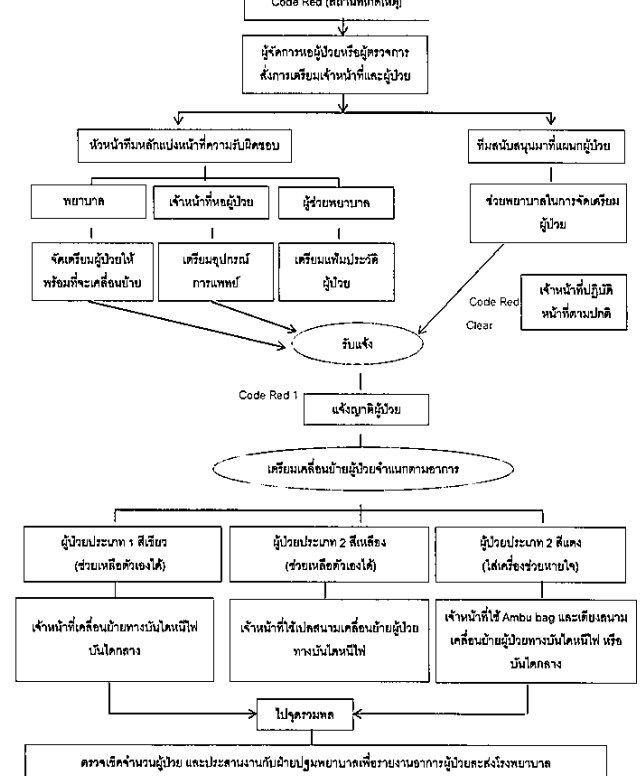 Code Red (สถานที่เกิดเหตุ)
ผู้จัดการหอผู้ป่วยหรือผู้ตรวจการ
สั่งการเตรียมเจ้าหน้าที่และผู้ป่วย
หัวหน้าทีมหลักแบ่งหน้าที่ความรับผิดชอบ
ทีมสนับสนุนมาที่แผนกผู้ป่วย
พยาบาล
เจ้าหน้าที่หอผู้ป่วย
ผู้ช่วยพยาบาล
ช่วยพยาบาลในการจัดเตรียม
ผู้ป่วย
จัดเตรียมผู้ป่วยให้
พร้อมที่จะเคลื่อนย้าย
เตรียมอุปกรณ์
การแพทย์
เตรียมแฟ้มประวัติ
ผู้ป่วย
Code Red
Clear
เจ้าหน้าที่ปฏิบัติ
หน้าที่ตามปกติ
รับแจ้ง
Code Red 1
แจ้งญาติผู้ป่วย
เตรียมเคลื่อนย้ายผู้ป่วยจำแนกตามอาการ
ผู้ป่วยประเภท 1 สีเขียว
(ช่วยเหลือตัวเองได้)
ผู้ป่วยประเภท 2 สีเหลือง
(ช่วยเหลือตัวเองได้)
ผู้ป่วยประเภท 2 สีแดง
(ใส่เครื่องช่วยหายใจ)
เจ้าหน้าที่เคลื่อนย้ายทางบันไดหนีไฟ
บันไดกลาง
เจ้าหน้าที่ใช้เปลสนามเคลื่อนย้ายผู้ป่วย
ทางบันไดหนีไฟ
เจ้าหน้าที่ใช้ Ambu bag และเตียงสนาม
เคลื่อนย้ายผู้ป่วยทางบันไดหนีไฟ หรือ
บันไดกลาง
ไปจุดรวมพล
ตรวจเช็คจำนวนผู้ป่วย และประสานงานกับฝ่ายปฐมพยาบาลเพื่อรายงานอาการผู้ป่วยละส่งโรงพยาบาล